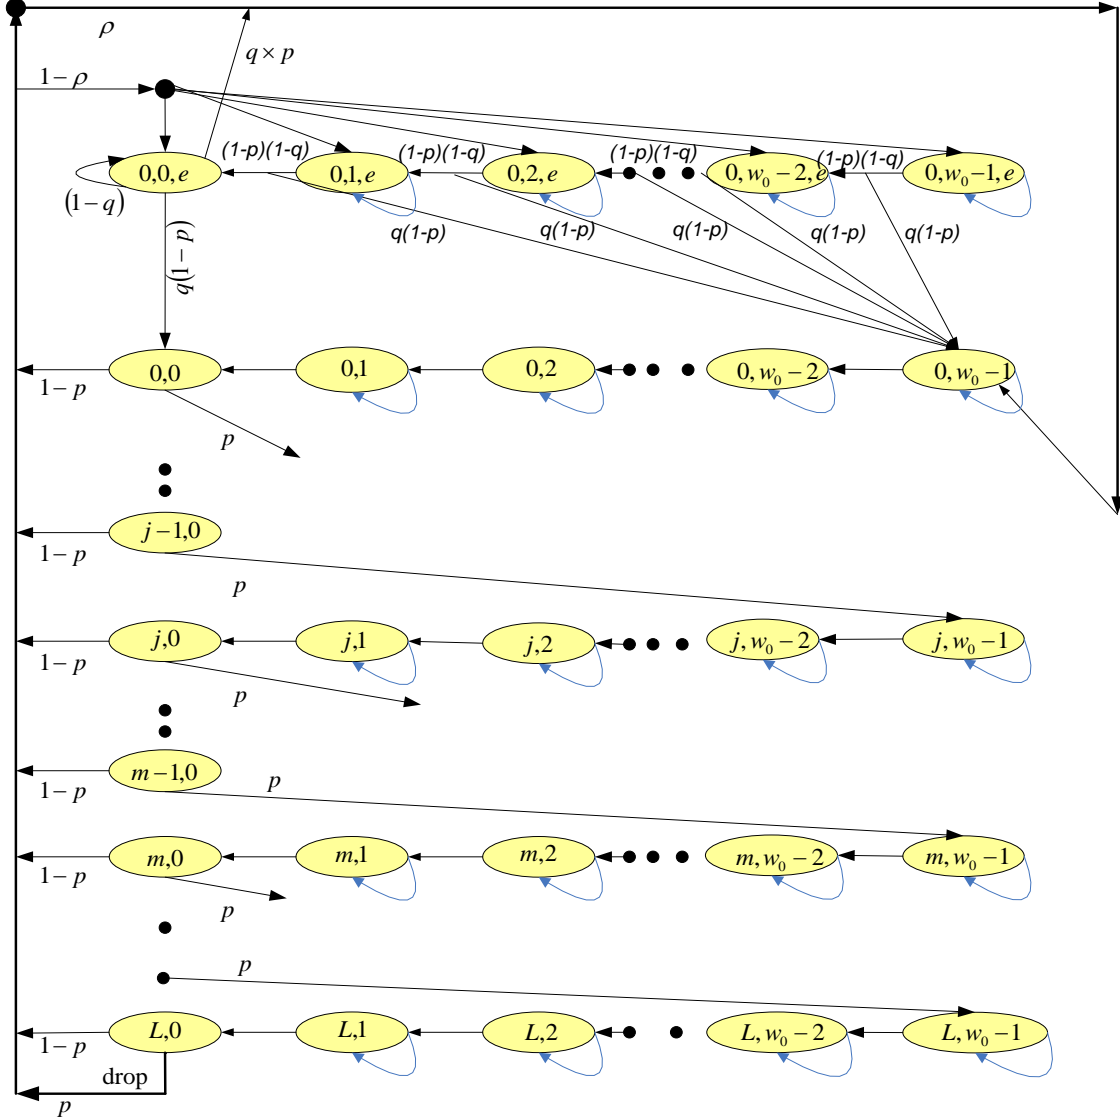 ρ
q × p
1 − ρ
(1-p)(1-q) (1-p)(1-q) (1-p)(1-q) (1-p)(1-q)
0,0,e 0,1,e 0,2,e 0,w₀−2,e 0,w₀−1,e
(1−q)
q(1-p) q(1-p) q(1-p) q(1-p) q(1-p)
q(1−p)
0,0 0,1 0,2 0,w₀−2 0,w₀−1
1−p
p
j−1,0
1−p
p
j,0 j,1 j,2 j,w₀−2 j,w₀−1
1−p
p
m−1,0
1−p
p
m,0 m,1 m,2 m,w₀−2 m,w₀−1
1−p
p
p
L,0 L,1 L,2 L,w₀−2 L,w₀−1
1−p
drop
p